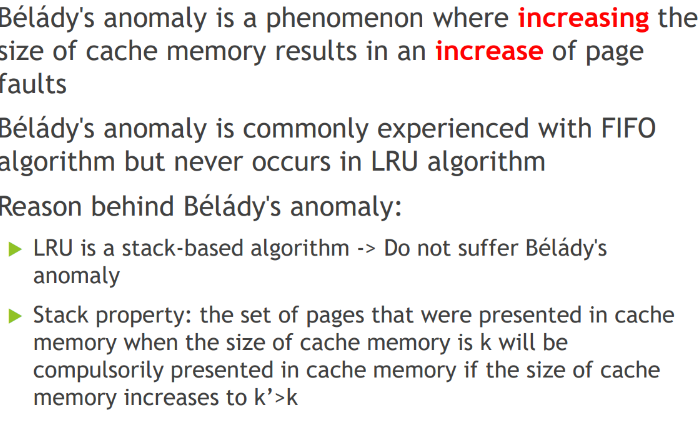 Bélády's anomaly is a phenomenon where increasing the
size of cache memory results in an increase of page
faults
Bélády's anomaly is commonly experienced with FIFO
algorithm but never occurs in LRU algorithm
Reason behind Bélády's anomaly:
LRU is a stack-based algorithm -> Do not suffer Bélády's
anomaly
Stack property: the set of pages that were presented in cache
memory when the size of cache memory is k will be
compulsorily presented in cache memory if the size of cache
memory increases to k’>k